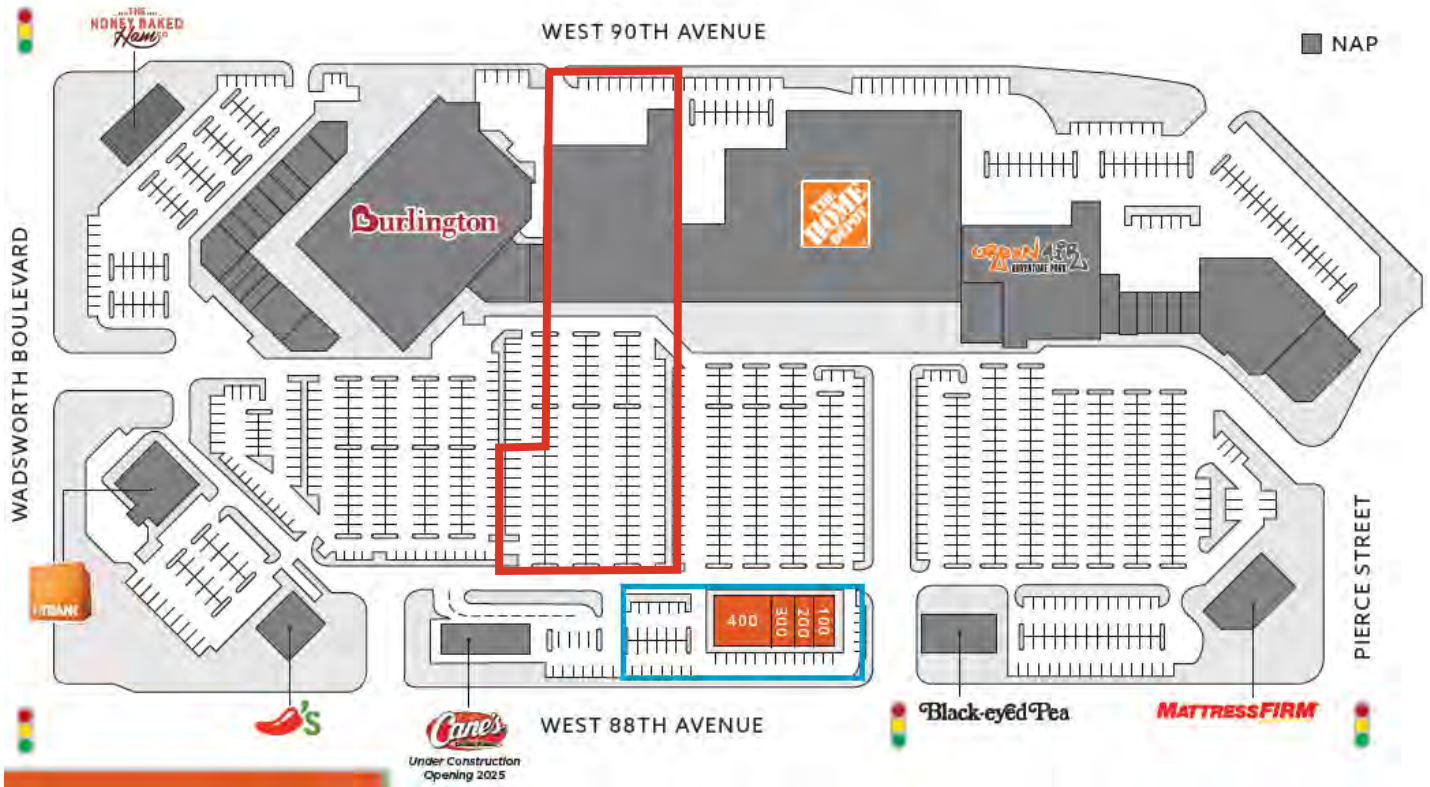 THE
HONEY BAKED
Ham CO
WEST 90TH AVENUE
NAP
WADSWORTH BOULEVARD
Burlington
THE
HOME
DEPOT
URBAN AIR
ADVENTURE PARK
PIERCE STREET
400
300
200
100
'S
Cane's
Under Construction
Opening 2025
WEST 88TH AVENUE
Black-eyed Pea
MATTRESSFIRM